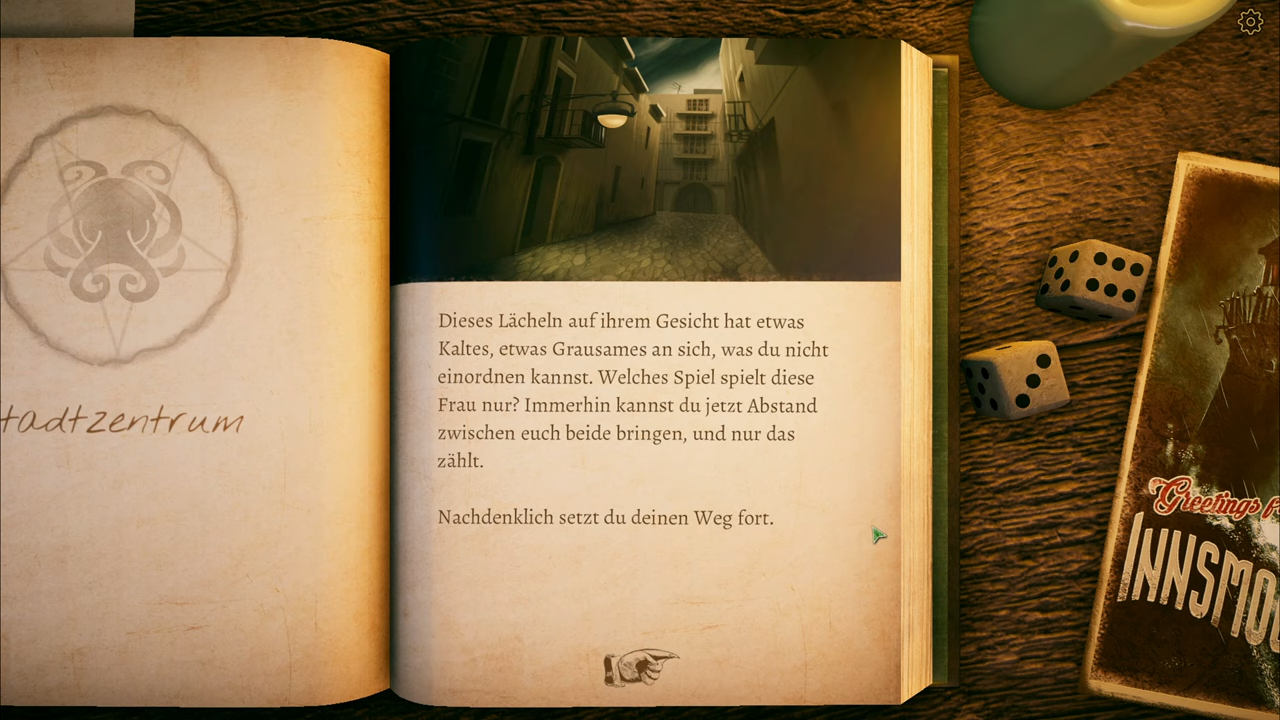 tadtzentrum
Dieses Lächeln auf ihrem Gesicht hat etwas
Kaltes, etwas Grausames an sich, was du nicht
einordnen kannst. Welches Spiel spielt diese
Frau nur? Immerhin kannst du jetzt Abstand
zwischen euch beide bringen, und nur das
zählt.
Nachdenklich setzt du deinen Weg fort.
Greetings f
INNSMO